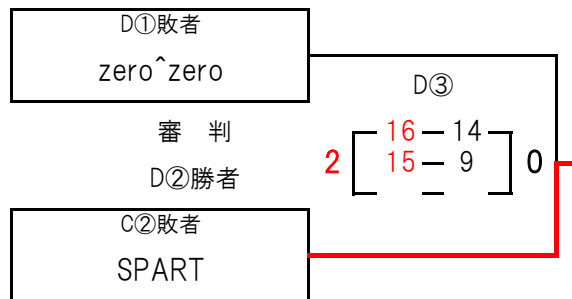 D①敗者
zero^zero
D③
審　判
D②勝者
16 — 14
2 15 — 9 0
— —
C②敗者
SPART